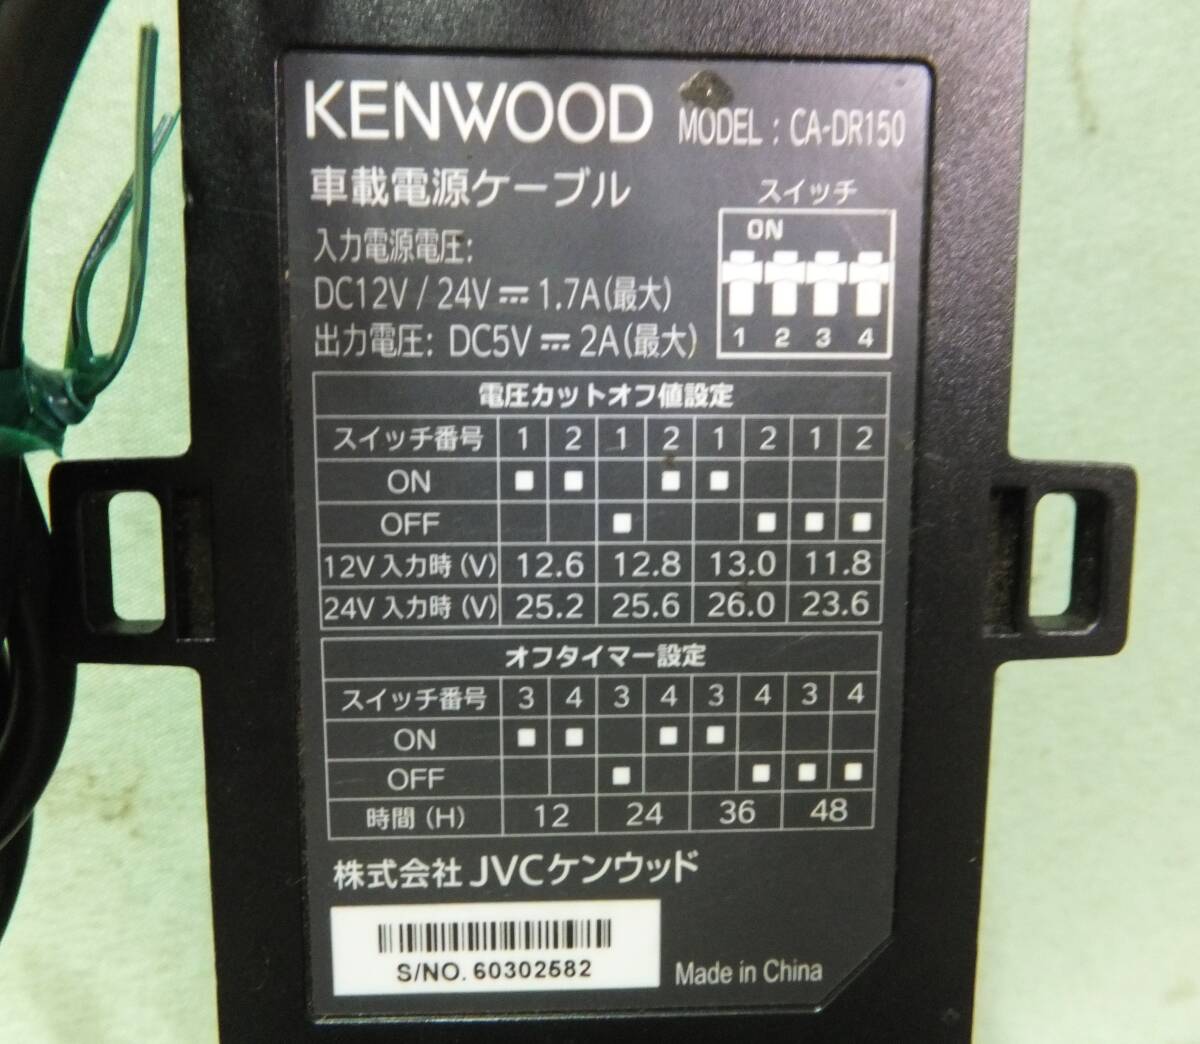 KENWOOD MODEL : CA-DR150
車載電源ケーブル
スイッチ
ON
1 2 3 4
入力電源電圧:
DC12V / 24V ⎓ 1.7A(最大)
出力電圧: DC5V ⎓ 2A(最大)
電圧カットオフ値設定
スイッチ番号 1 2 1 2 1 2 1 2
ON ■ ■ ■ ■
OFF ■ ■ ■ ■
12V 入力時 (V) 12.6 12.8 13.0 11.8
24V 入力時 (V) 25.2 25.6 26.0 23.6
オフタイマー設定
スイッチ番号 3 4 3 4 3 4 3 4
ON ■ ■ ■ ■
OFF ■ ■ ■ ■
時間 (H) 12 24 36 48
株式会社 JVCケンウッド
S/NO. 60302582
Made in China